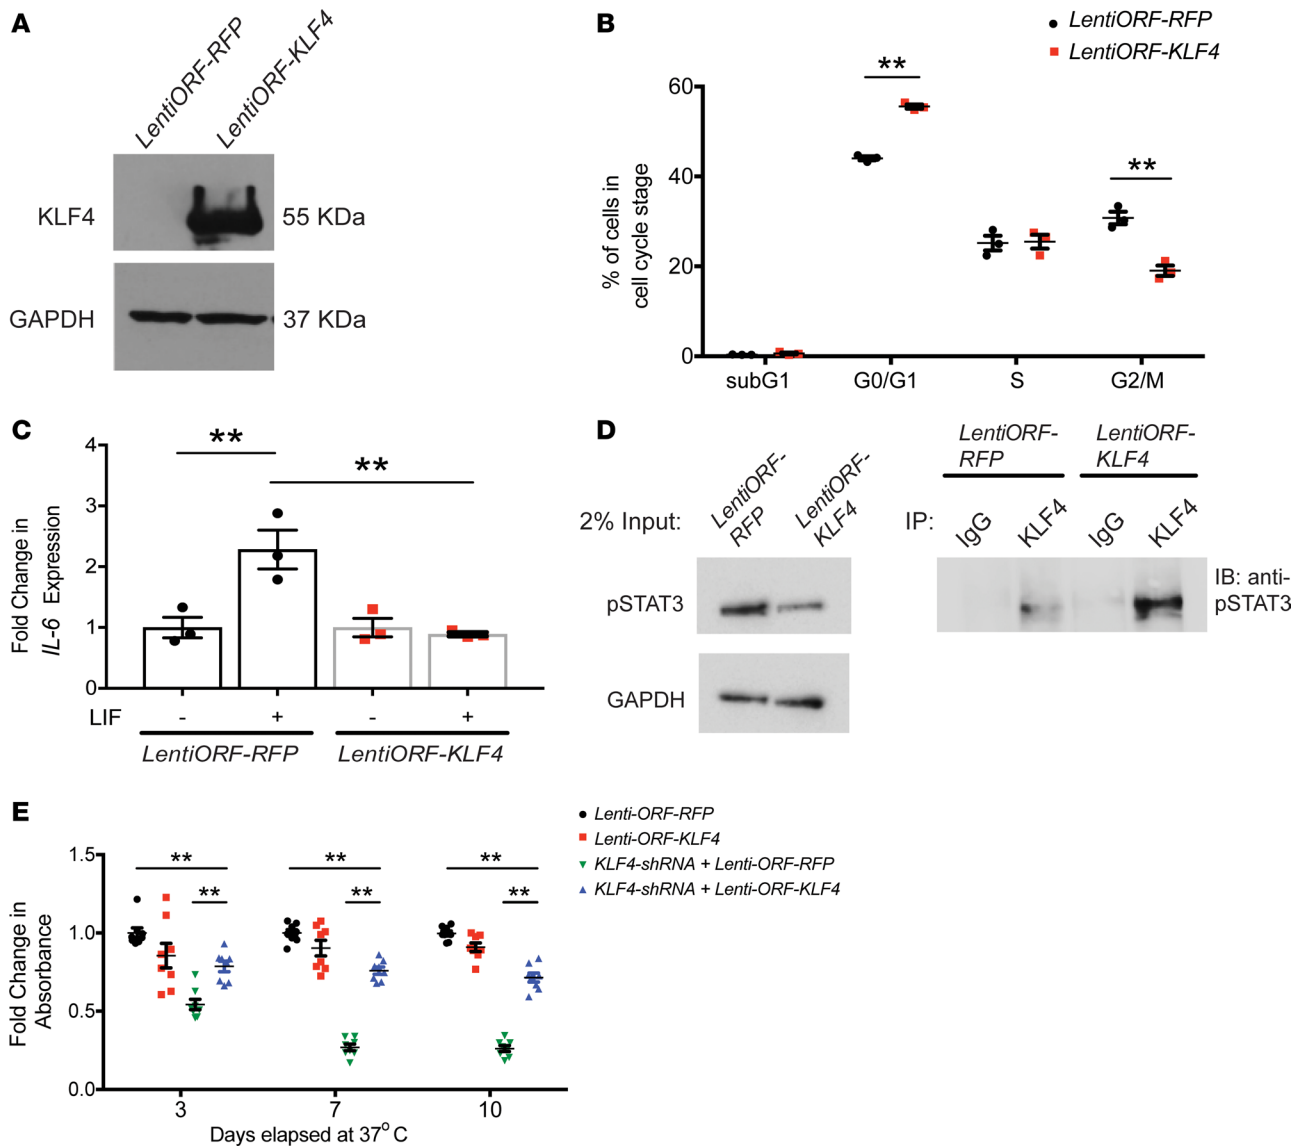 A
LentiORF-RFP
LentiORF-KLF4
KLF4
55 KDa
GAPDH
37 KDa
B
LentiORF-RFP
LentiORF-KLF4
% of cells in
cell cycle stage
60
40
20
0
**
**
subG1
G0/G1
S
G2/M
C
Fold Change in
IL-6 Expression
4
3
2
1
0
**
**
LIF
-
+
-
+
LentiORF-RFP
LentiORF-KLF4
D
2% Input:
LentiORF-
RFP
LentiORF-
KLF4
pSTAT3
GAPDH
LentiORF-
RFP
LentiORF-
KLF4
IP:
IgG
KLF4
IgG
KLF4
IB: anti-
pSTAT3
E
Lenti-ORF-RFP
Lenti-ORF-KLF4
KLF4-shRNA + Lenti-ORF-RFP
KLF4-shRNA + Lenti-ORF-KLF4
Fold Change in
Absorbance
1.5
1.0
0.5
0.0
**
**
**
**
**
**
3
7
10
Days elapsed at 37° C